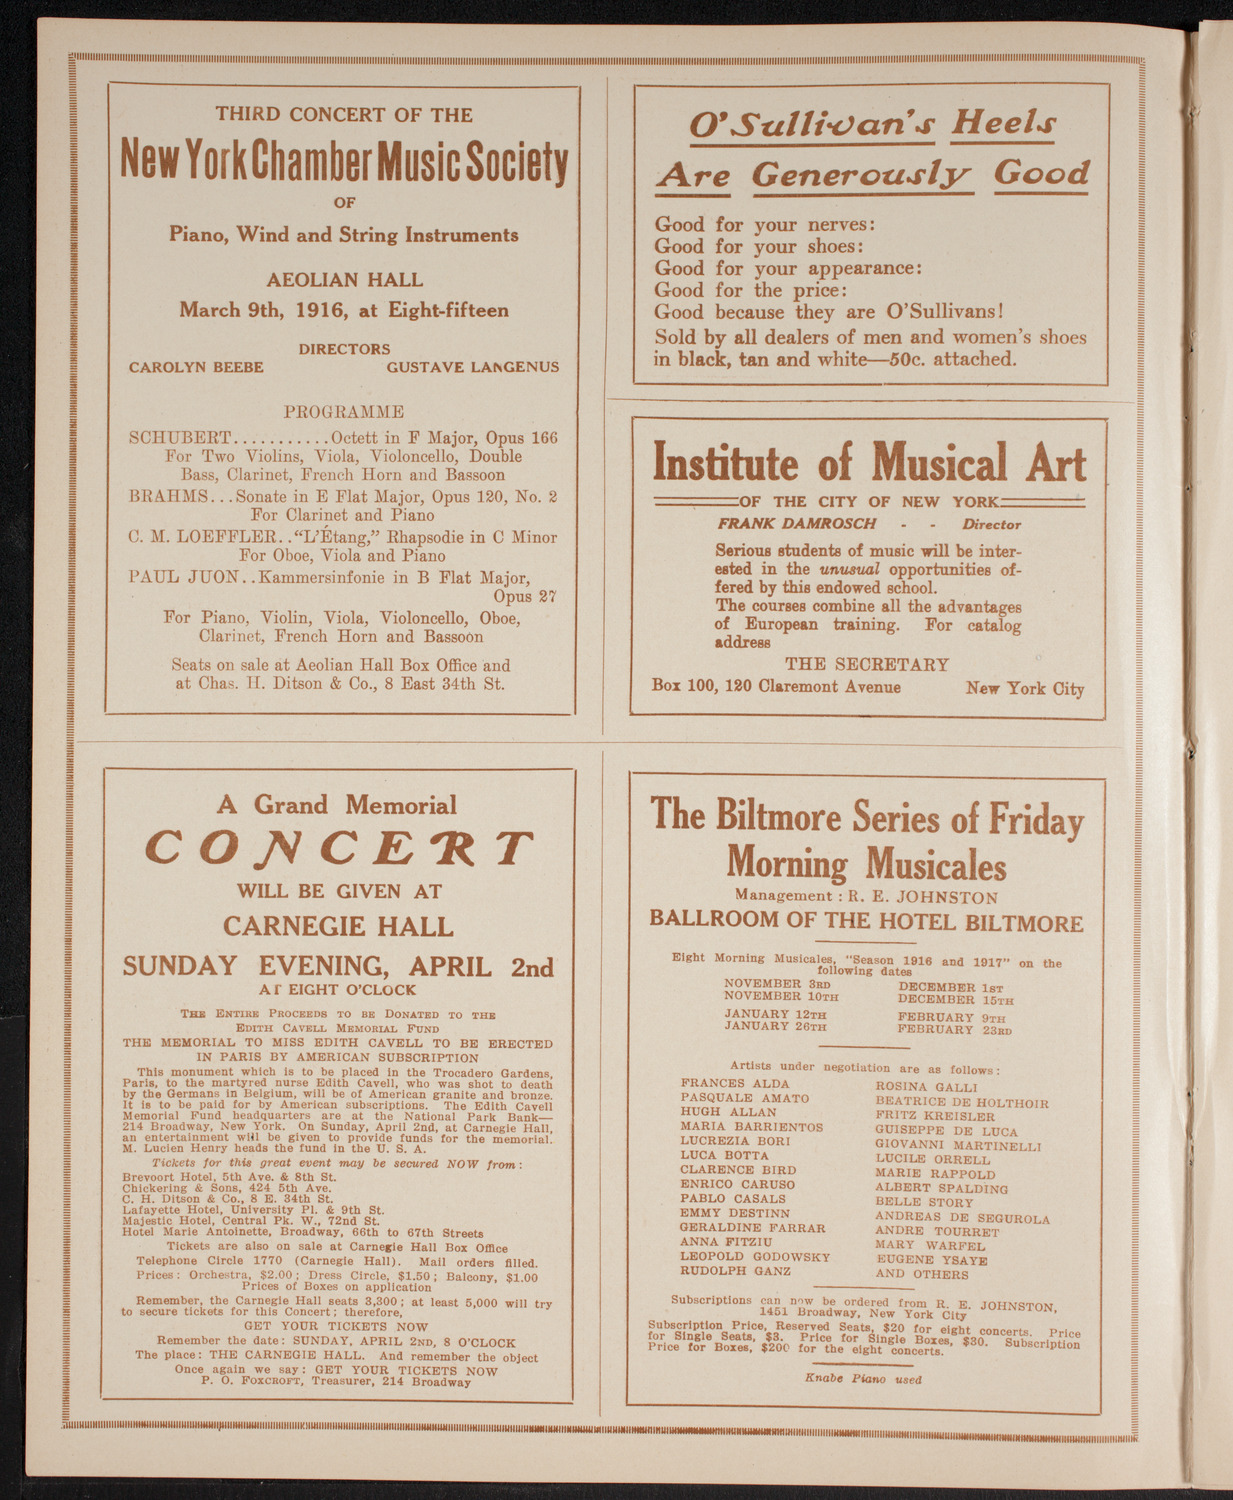 THIRD CONCERT OF THE
New York Chamber Music Society
OF
Piano, Wind and String Instruments
AEOLIAN HALL
March 9th, 1916, at Eight-fifteen
DIRECTORS
CAROLYN BEEBE GUSTAVE LANGENUS
PROGRAMME
SCHUBERT...........Octett in F Major, Opus 166
For Two Violins, Viola, Violoncello, Double
Bass, Clarinet, French Horn and Bassoon
BRAHMS...Sonate in E Flat Major, Opus 120, No. 2
For Clarinet and Piano
C. M. LOEFFLER.."L'Étang," Rhapsodie in C Minor
For Oboe, Viola and Piano
PAUL JUON..Kammersinfonie in B Flat Major,
Opus 27
For Piano, Violin, Viola, Violoncello, Oboe,
Clarinet, French Horn and Bassoon
Seats on sale at Aeolian Hall Box Office and
at Chas. H. Ditson & Co., 8 East 34th St.
O'Sullivan's Heels
Are Generously Good
Good for your nerves:
Good for your shoes:
Good for your appearance:
Good for the price:
Good because they are O'Sullivans!
Sold by all dealers of men and women's shoes
in black, tan and white—50c. attached.
Institute of Musical Art
OF THE CITY OF NEW YORK
FRANK DAMROSCH - - Director
Serious students of music will be inter-
ested in the unusual opportunities of-
fered by this endowed school.
The courses combine all the advantages
of European training. For catalog
address
THE SECRETARY
Box 100, 120 Claremont Avenue New York City
A Grand Memorial
CONCERT
WILL BE GIVEN AT
CARNEGIE HALL
SUNDAY EVENING, APRIL 2nd
AT EIGHT O'CLOCK
THE ENTIRE PROCEEDS TO BE DONATED TO THE
EDITH CAVELL MEMORIAL FUND
THE MEMORIAL TO MISS EDITH CAVELL TO BE ERECTED
IN PARIS BY AMERICAN SUBSCRIPTION
This monument which is to be placed in the Trocadero Gardens,
Paris, to the martyred nurse Edith Cavell, who was shot to death
by the Germans in Belgium, will be of American granite and bronze.
It is to be paid for by American subscriptions. The Edith Cavell
Memorial Fund headquarters are at the National Park Bank—
214 Broadway, New York. On Sunday, April 2nd, at Carnegie Hall,
an entertainment will be given to provide funds for the memorial.
M. Lucien Henry heads the fund in the U. S. A.
Tickets for this great event may be secured NOW from:
Brevoort Hotel, 5th Ave. & 8th St.
Chickering & Sons, 424 5th Ave.
C. H. Ditson & Co., 8 E. 34th St.
Lafayette Hotel, University Pl. & 9th St.
Majestic Hotel, Central Pk. W., 72nd St.
Hotel Marie Antoinette, Broadway, 66th to 67th Streets
Tickets are also on sale at Carnegie Hall Box Office
Telephone Circle 1770 (Carnegie Hall). Mail orders filled.
Prices: Orchestra, $2.00; Dress Circle, $1.50; Balcony, $1.00
Prices of Boxes on application
Remember, the Carnegie Hall seats 3,300; at least 5,000 will try
to secure tickets for this Concert; therefore,
GET YOUR TICKETS NOW
Remember the date: SUNDAY, APRIL 2ND, 8 O'CLOCK
The place: THE CARNEGIE HALL. And remember the object
Once again we say: GET YOUR TICKETS NOW
P. O. FOXCROFT, Treasurer, 214 Broadway
The Biltmore Series of Friday
Morning Musicales
Management: R. E. JOHNSTON
BALLROOM OF THE HOTEL BILTMORE
Eight Morning Musicales, "Season 1916 and 1917" on the
following dates
NOVEMBER 3RD DECEMBER 1ST
NOVEMBER 10TH DECEMBER 15TH
JANUARY 12TH FEBRUARY 9TH
JANUARY 26TH FEBRUARY 23RD
Artists under negotiation are as follows:
FRANCES ALDA ROSINA GALLI
PASQUALE AMATO BEATRICE DE HOLTHOIR
HUGH ALLAN FRITZ KREISLER
MARIA BARRIENTOS GUISEPPE DE LUCA
LUCREZIA BORI GIOVANNI MARTINELLI
LUCA BOTTA LUCILE ORRELL
CLARENCE BIRD MARIE RAPPOLD
ENRICO CARUSO ALBERT SPALDING
PABLO CASALS BELLE STORY
EMMY DESTINN ANDREAS DE SEGUROLA
GERALDINE FARRAR ANDRE TOURRET
ANNA FITZIU MARY WARFEL
LEOPOLD GODOWSKY EUGENE YSAYE
RUDOLPH GANZ AND OTHERS
Subscriptions can now be ordered from R. E. JOHNSTON,
1451 Broadway, New York City
Subscription Price, Reserved Seats, $20 for eight concerts. Price
for Single Seats, $3. Price for Single Boxes, $30. Subscription
Price for Boxes, $200 for the eight concerts.
Knabe Piano used